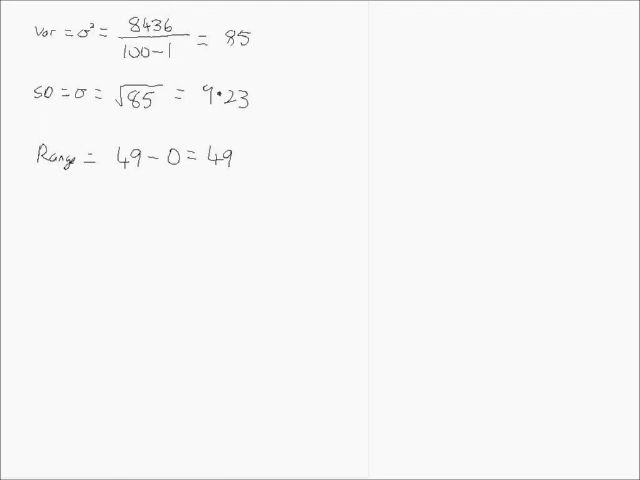 Var = σ² = 8436 / 100-1 = 85
SD = σ = √85 = 9.23
Range = 49 - 0 = 49